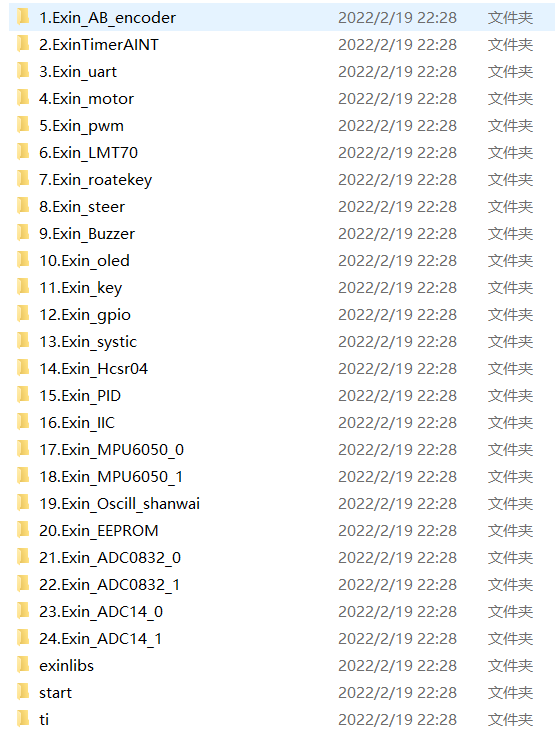 1.Exin_AB_encoder 2022/2/19 22:28 文件夹
2.ExinTimerAINT 2022/2/19 22:28 文件夹
3.Exin_uart 2022/2/19 22:28 文件夹
4.Exin_motor 2022/2/19 22:28 文件夹
5.Exin_pwm 2022/2/19 22:28 文件夹
6.Exin_LMT70 2022/2/19 22:28 文件夹
7.Exin_roatekey 2022/2/19 22:28 文件夹
8.Exin_steer 2022/2/19 22:28 文件夹
9.Exin_Buzzer 2022/2/19 22:28 文件夹
10.Exin_oled 2022/2/19 22:28 文件夹
11.Exin_key 2022/2/19 22:28 文件夹
12.Exin_gpio 2022/2/19 22:28 文件夹
13.Exin_systic 2022/2/19 22:28 文件夹
14.Exin_Hcsr04 2022/2/19 22:28 文件夹
15.Exin_PID 2022/2/19 22:28 文件夹
16.Exin_IIC 2022/2/19 22:28 文件夹
17.Exin_MPU6050_0 2022/2/19 22:28 文件夹
18.Exin_MPU6050_1 2022/2/19 22:28 文件夹
19.Exin_Oscill_shanwai 2022/2/19 22:28 文件夹
20.Exin_EEPROM 2022/2/19 22:28 文件夹
21.Exin_ADC0832_0 2022/2/19 22:28 文件夹
22.Exin_ADC0832_1 2022/2/19 22:28 文件夹
23.Exin_ADC14_0 2022/2/19 22:28 文件夹
24.Exin_ADC14_1 2022/2/19 22:28 文件夹
exinlibs 2022/2/19 22:28 文件夹
start 2022/2/19 22:28 文件夹
ti 2022/2/19 22:28 文件夹